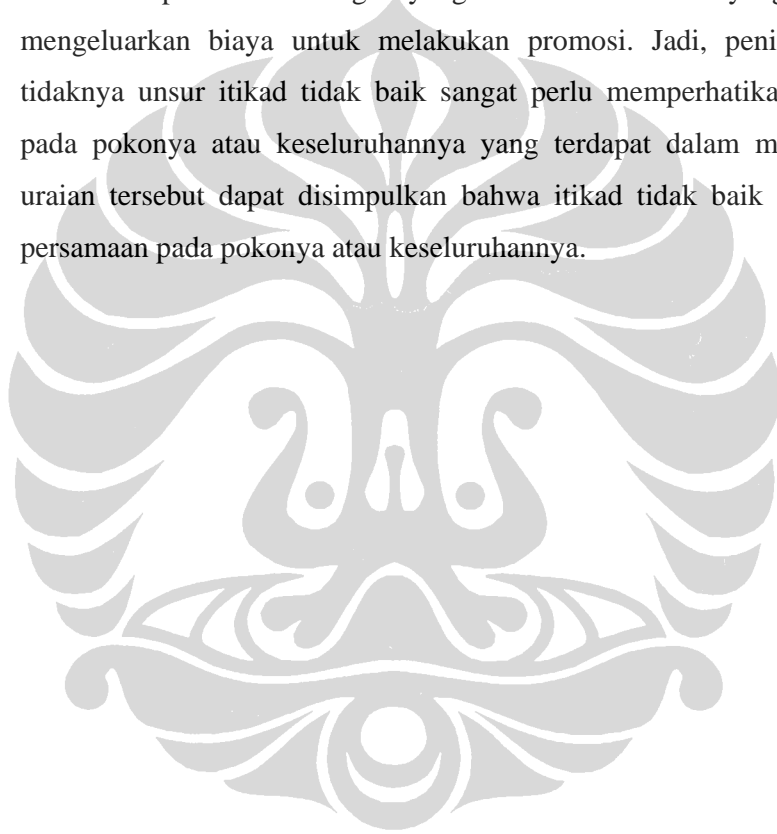 mengeluarkan biaya untuk melakukan promosi. Jadi, peni
tidaknya unsur itikad tidak baik sangat perlu memperhatika
pada pokonya atau keseluruhannya yang terdapat dalam m
uraian tersebut dapat disimpulkan bahwa itikad tidak baik
persamaan pada pokonya atau keseluruhannya.